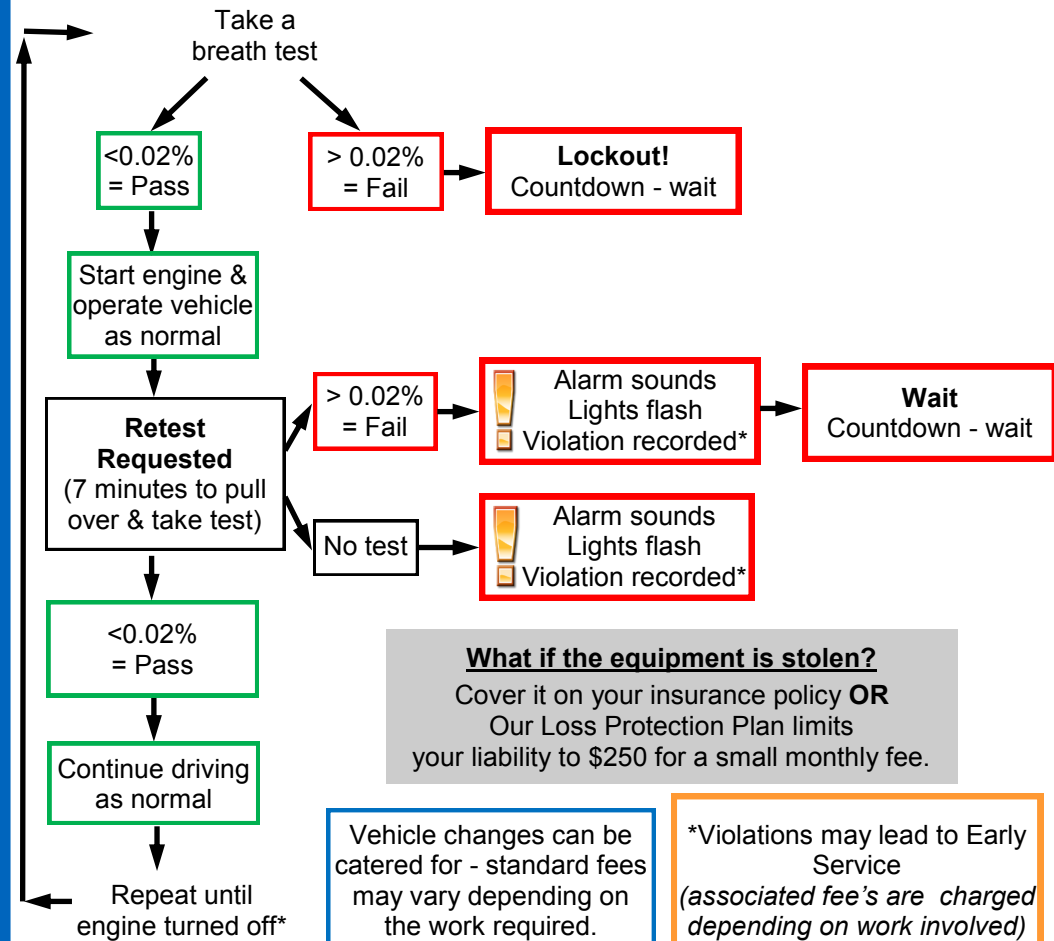 Take a
breath test
<0.02%
= Pass
> 0.02%
= Fail
Lockout!
Countdown - wait
Start engine &
operate vehicle
as normal
Retest
Requested
(7 minutes to pull
over & take test)
> 0.02%
= Fail
Alarm sounds
Lights flash
Violation recorded*
Wait
Countdown - wait
No test
Alarm sounds
Lights flash
Violation recorded*
<0.02%
= Pass
Continue driving
as normal
Repeat until
engine turned off*
What if the equipment is stolen?
Cover it on your insurance policy OR
Our Loss Protection Plan limits
your liability to $250 for a small monthly fee.
Vehicle changes can be
catered for - standard fees
may vary depending on
the work required.
*Violations may lead to Early
Service
(associated fee's are  charged
depending on work involved)